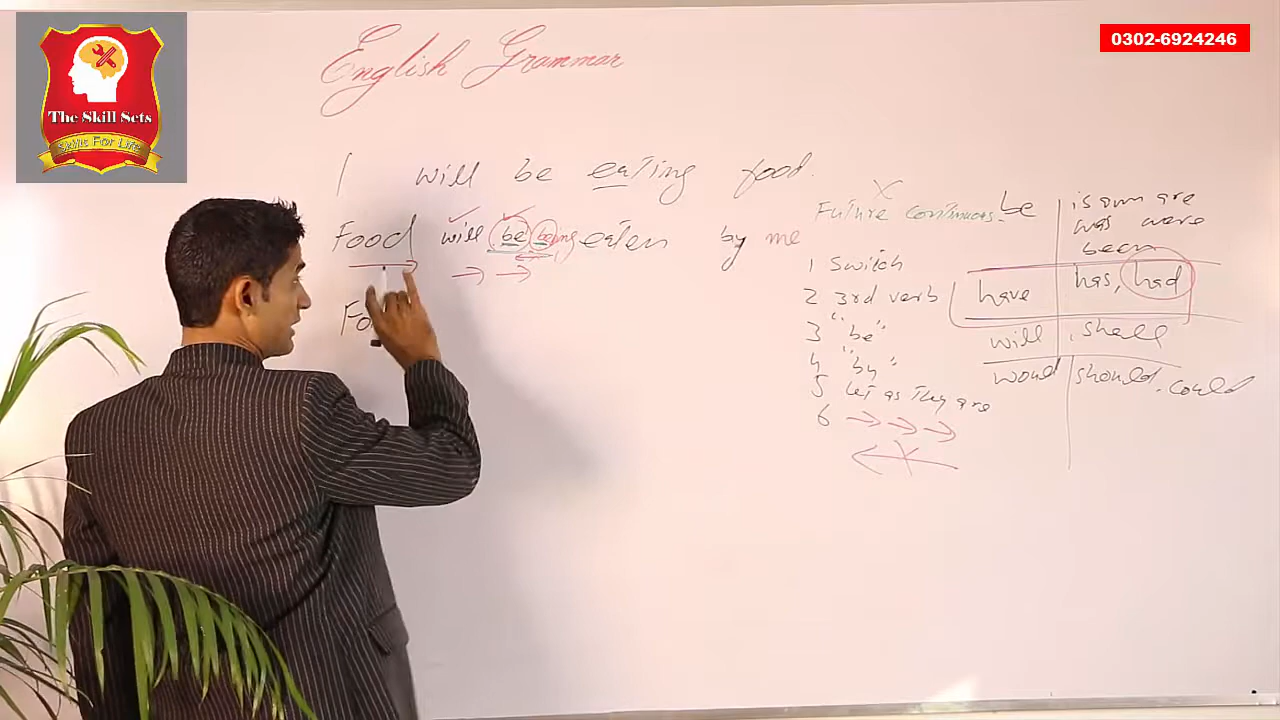 The Skill Sets
Skills For Life
0302-6924246
English Grammar
I will be eating food.
Food will be being eaten by me
Fo
X
Future continuous.
1 Switch
2 3rd verb
3 "be"
4 "by"
5 let as they are
6
be is am are
was were
been
have has, had
will , shall
would should. could